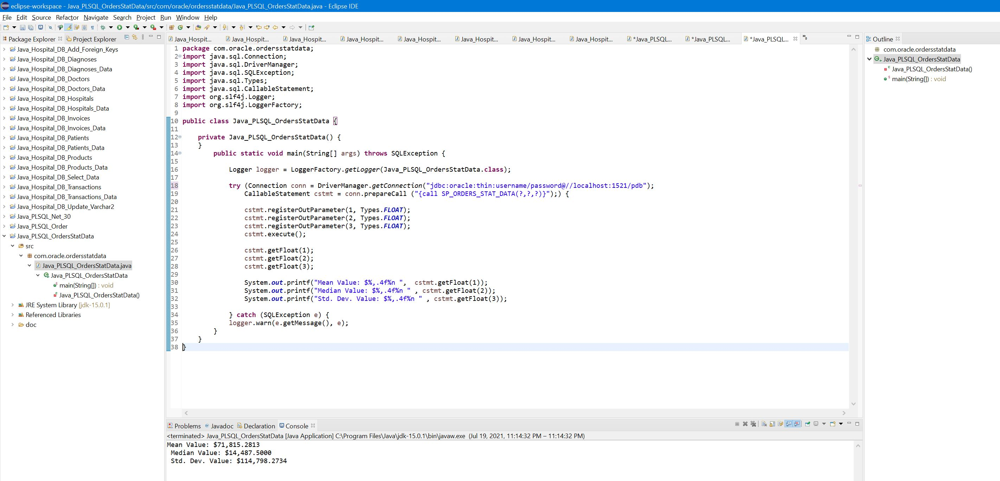 eclipse-workspace - Java_PLSQL_OrdersStatData/src/com/oracle/ordersstatdata/Java_PLSQL_OrdersStatData.java - Eclipse IDE
File Edit Source Refactor Navigate Search Project Run Window Help
Package Explorer Project Explorer
Java_Hospital_DB_Add_Foreign_Keys
Java_Hospital_DB_Diagnoses
Java_Hospital_DB_Diagnoses_Data
Java_Hospital_DB_Doctors
Java_Hospital_DB_Doctors_Data
Java_Hospital_DB_Hospitals
Java_Hospital_DB_Hospitals_Data
Java_Hospital_DB_Invoices
Java_Hospital_DB_Invoices_Data
Java_Hospital_DB_Patients
Java_Hospital_DB_Patients_Data
Java_Hospital_DB_Products
Java_Hospital_DB_Products_Data
Java_Hospital_DB_Select_Data
Java_Hospital_DB_Transactions
Java_Hospital_DB_Transactions_Data
Java_Hospital_DB_Update_Varchar2
Java_PLSQL_Net_30
Java_PLSQL_Order
Java_PLSQL_OrdersStatData
src
com.oracle.ordersstatdata
Java_PLSQL_OrdersStatData.java
Java_PLSQL_OrdersStatData
main(String[]) : void
Java_PLSQL_OrdersStatData()
JRE System Library [jdk-15.0.1]
Referenced Libraries
doc
Java_Hospit... Java_Hospit... Java_Hospit... Java_Hospit... Java_Hospit... Java_Hospit... Java_Hospit... Java_Hospit... *Java_PLSQL... *Java_PLSQL... *Java_PLSQL... »9
1 package com.oracle.ordersstatdata;
2 import java.sql.Connection;
3 import java.sql.DriverManager;
4 import java.sql.SQLException;
5 import java.sql.Types;
6 import java.sql.CallableStatement;
7 import org.slf4j.Logger;
8 import org.slf4j.LoggerFactory;
9
10 public class Java_PLSQL_OrdersStatData {
11
12     private Java_PLSQL_OrdersStatData() {
13     }
14         public static void main(String[] args) throws SQLException {
15
16             Logger logger = LoggerFactory.getLogger(Java_PLSQL_OrdersStatData.class);
17
18             try (Connection conn = DriverManager.getConnection("jdbc:oracle:thin:username/password@//localhost:1521/pdb");
19                 CallableStatement cstmt = conn.prepareCall ("{call SP_ORDERS_STAT_DATA(?,?,?)}");) {
20
21                 cstmt.registerOutParameter(1, Types.FLOAT);
22                 cstmt.registerOutParameter(2, Types.FLOAT);
23                 cstmt.registerOutParameter(3, Types.FLOAT);
24                 cstmt.execute();
25
26                 cstmt.getFloat(1);
27                 cstmt.getFloat(2);
28                 cstmt.getFloat(3);
29
30                 System.out.printf("Mean Value: $%,.4f%n ",  cstmt.getFloat(1));
31                 System.out.printf("Median Value: $%,.4f%n " , cstmt.getFloat(2));
32                 System.out.printf("Std. Dev. Value: $%,.4f%n " , cstmt.getFloat(3));
33
34             } catch (SQLException e) {
35             logger.warn(e.getMessage(), e);
36         }
37     }
38 }
Problems Javadoc Declaration Console
<terminated> Java_PLSQL_OrdersStatData [Java Application] C:\Program Files\Java\jdk-15.0.1\bin\javaw.exe (Jul 19, 2021, 11:14:32 PM – 11:14:32 PM)
Mean Value: $71,815.2813
Median Value: $14,487.5000
Std. Dev. Value: $114,798.2734
Outline
com.oracle.ordersstatdata
Java_PLSQL_OrdersStatData
Java_PLSQL_OrdersStatData()
main(String[]) : void